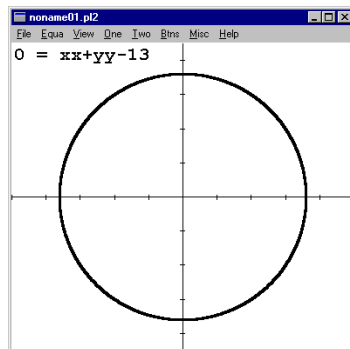 noname01.pl2
File Equa View One Two Btns Misc Help
0 = xx+yy-13